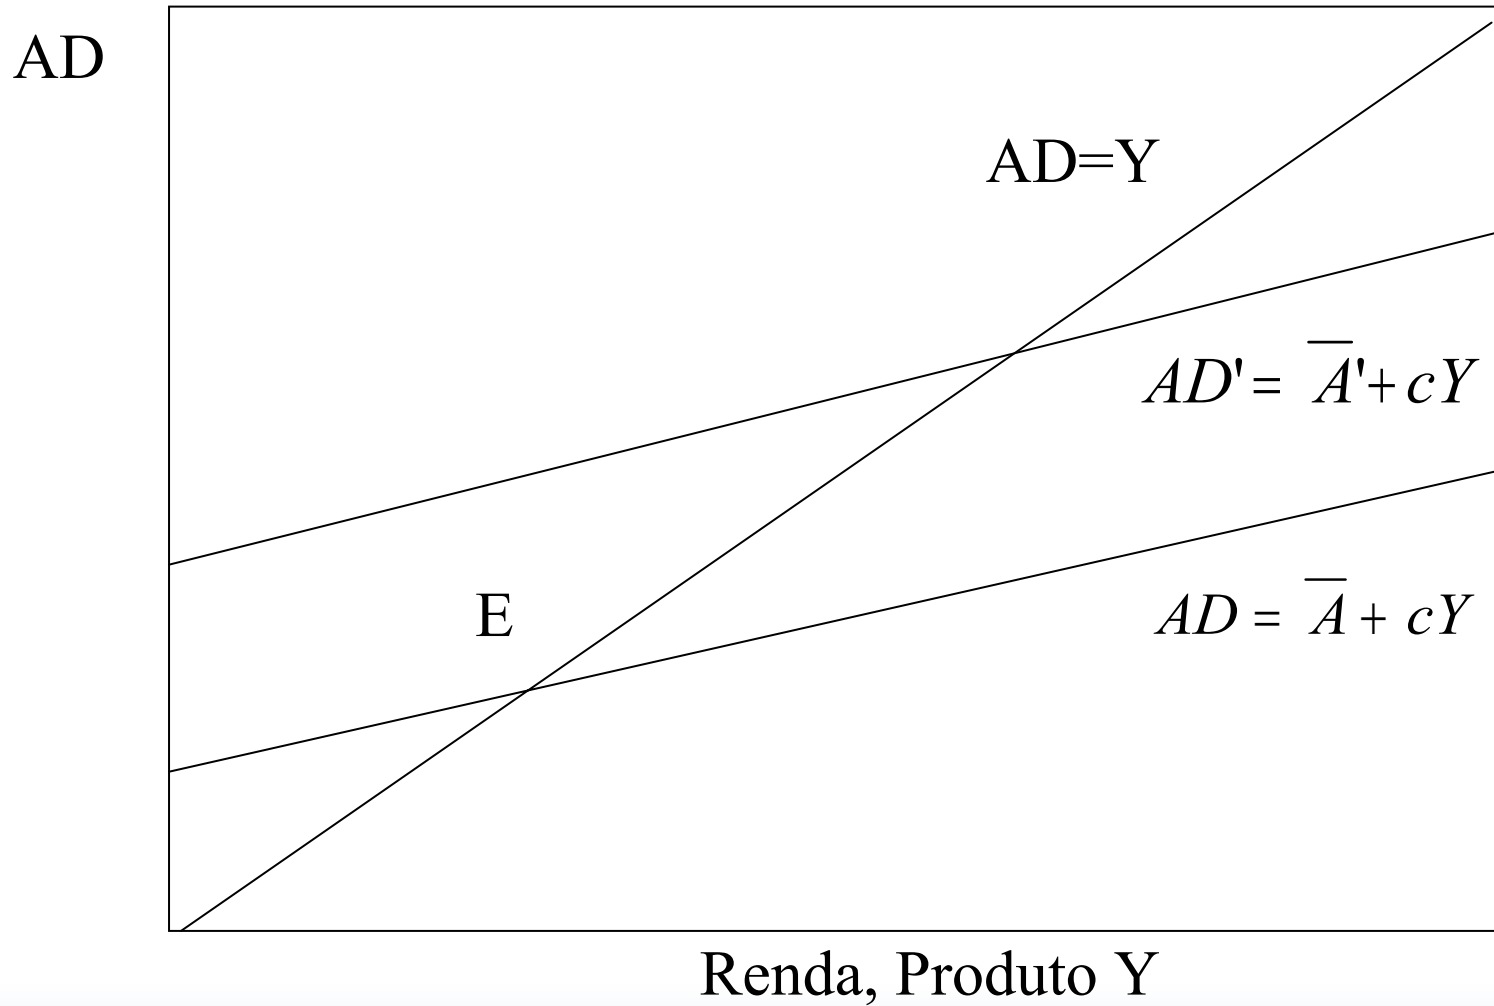 AD
AD=Y
AD'= A̅'+cY
E
AD = A̅ + cY
Renda, Produto Y